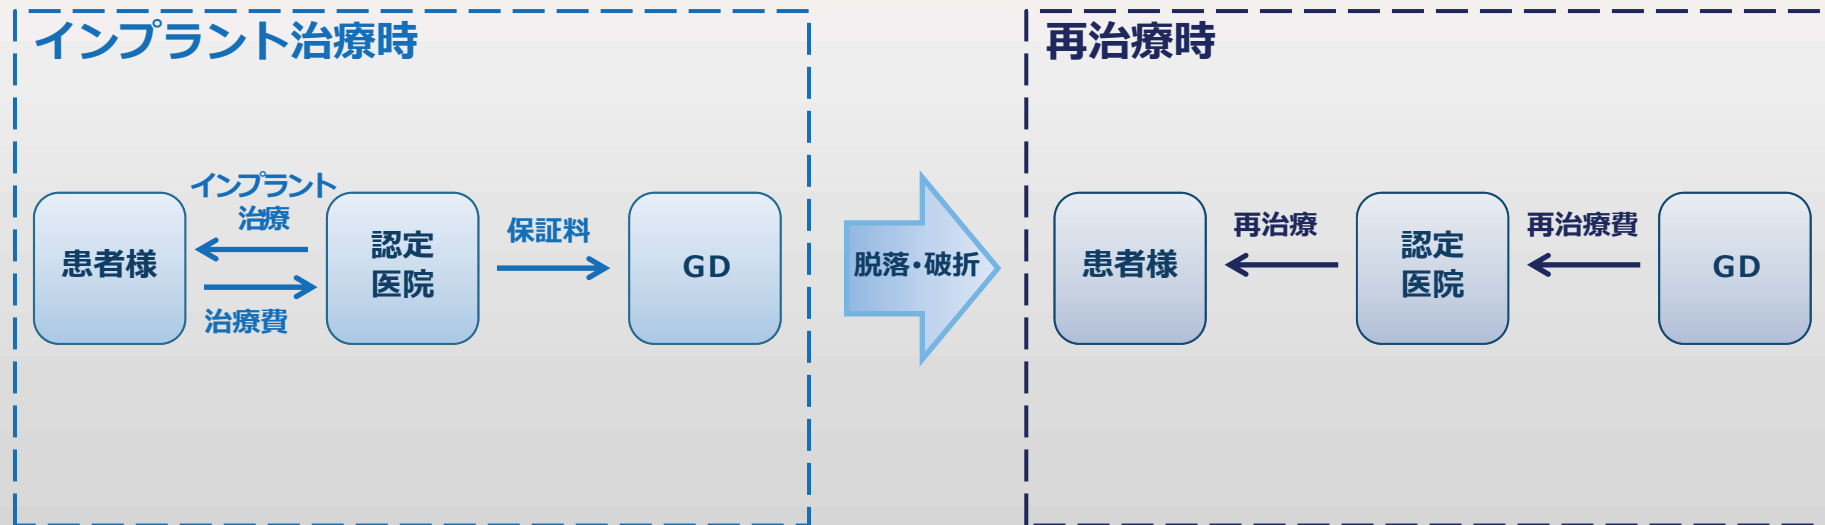 インプラント治療時
インプラント
治療
患者様
治療費
認定
医院
保証料
GD
脱落・破折
再治療時
患者様
再治療
認定
医院
再治療費
GD